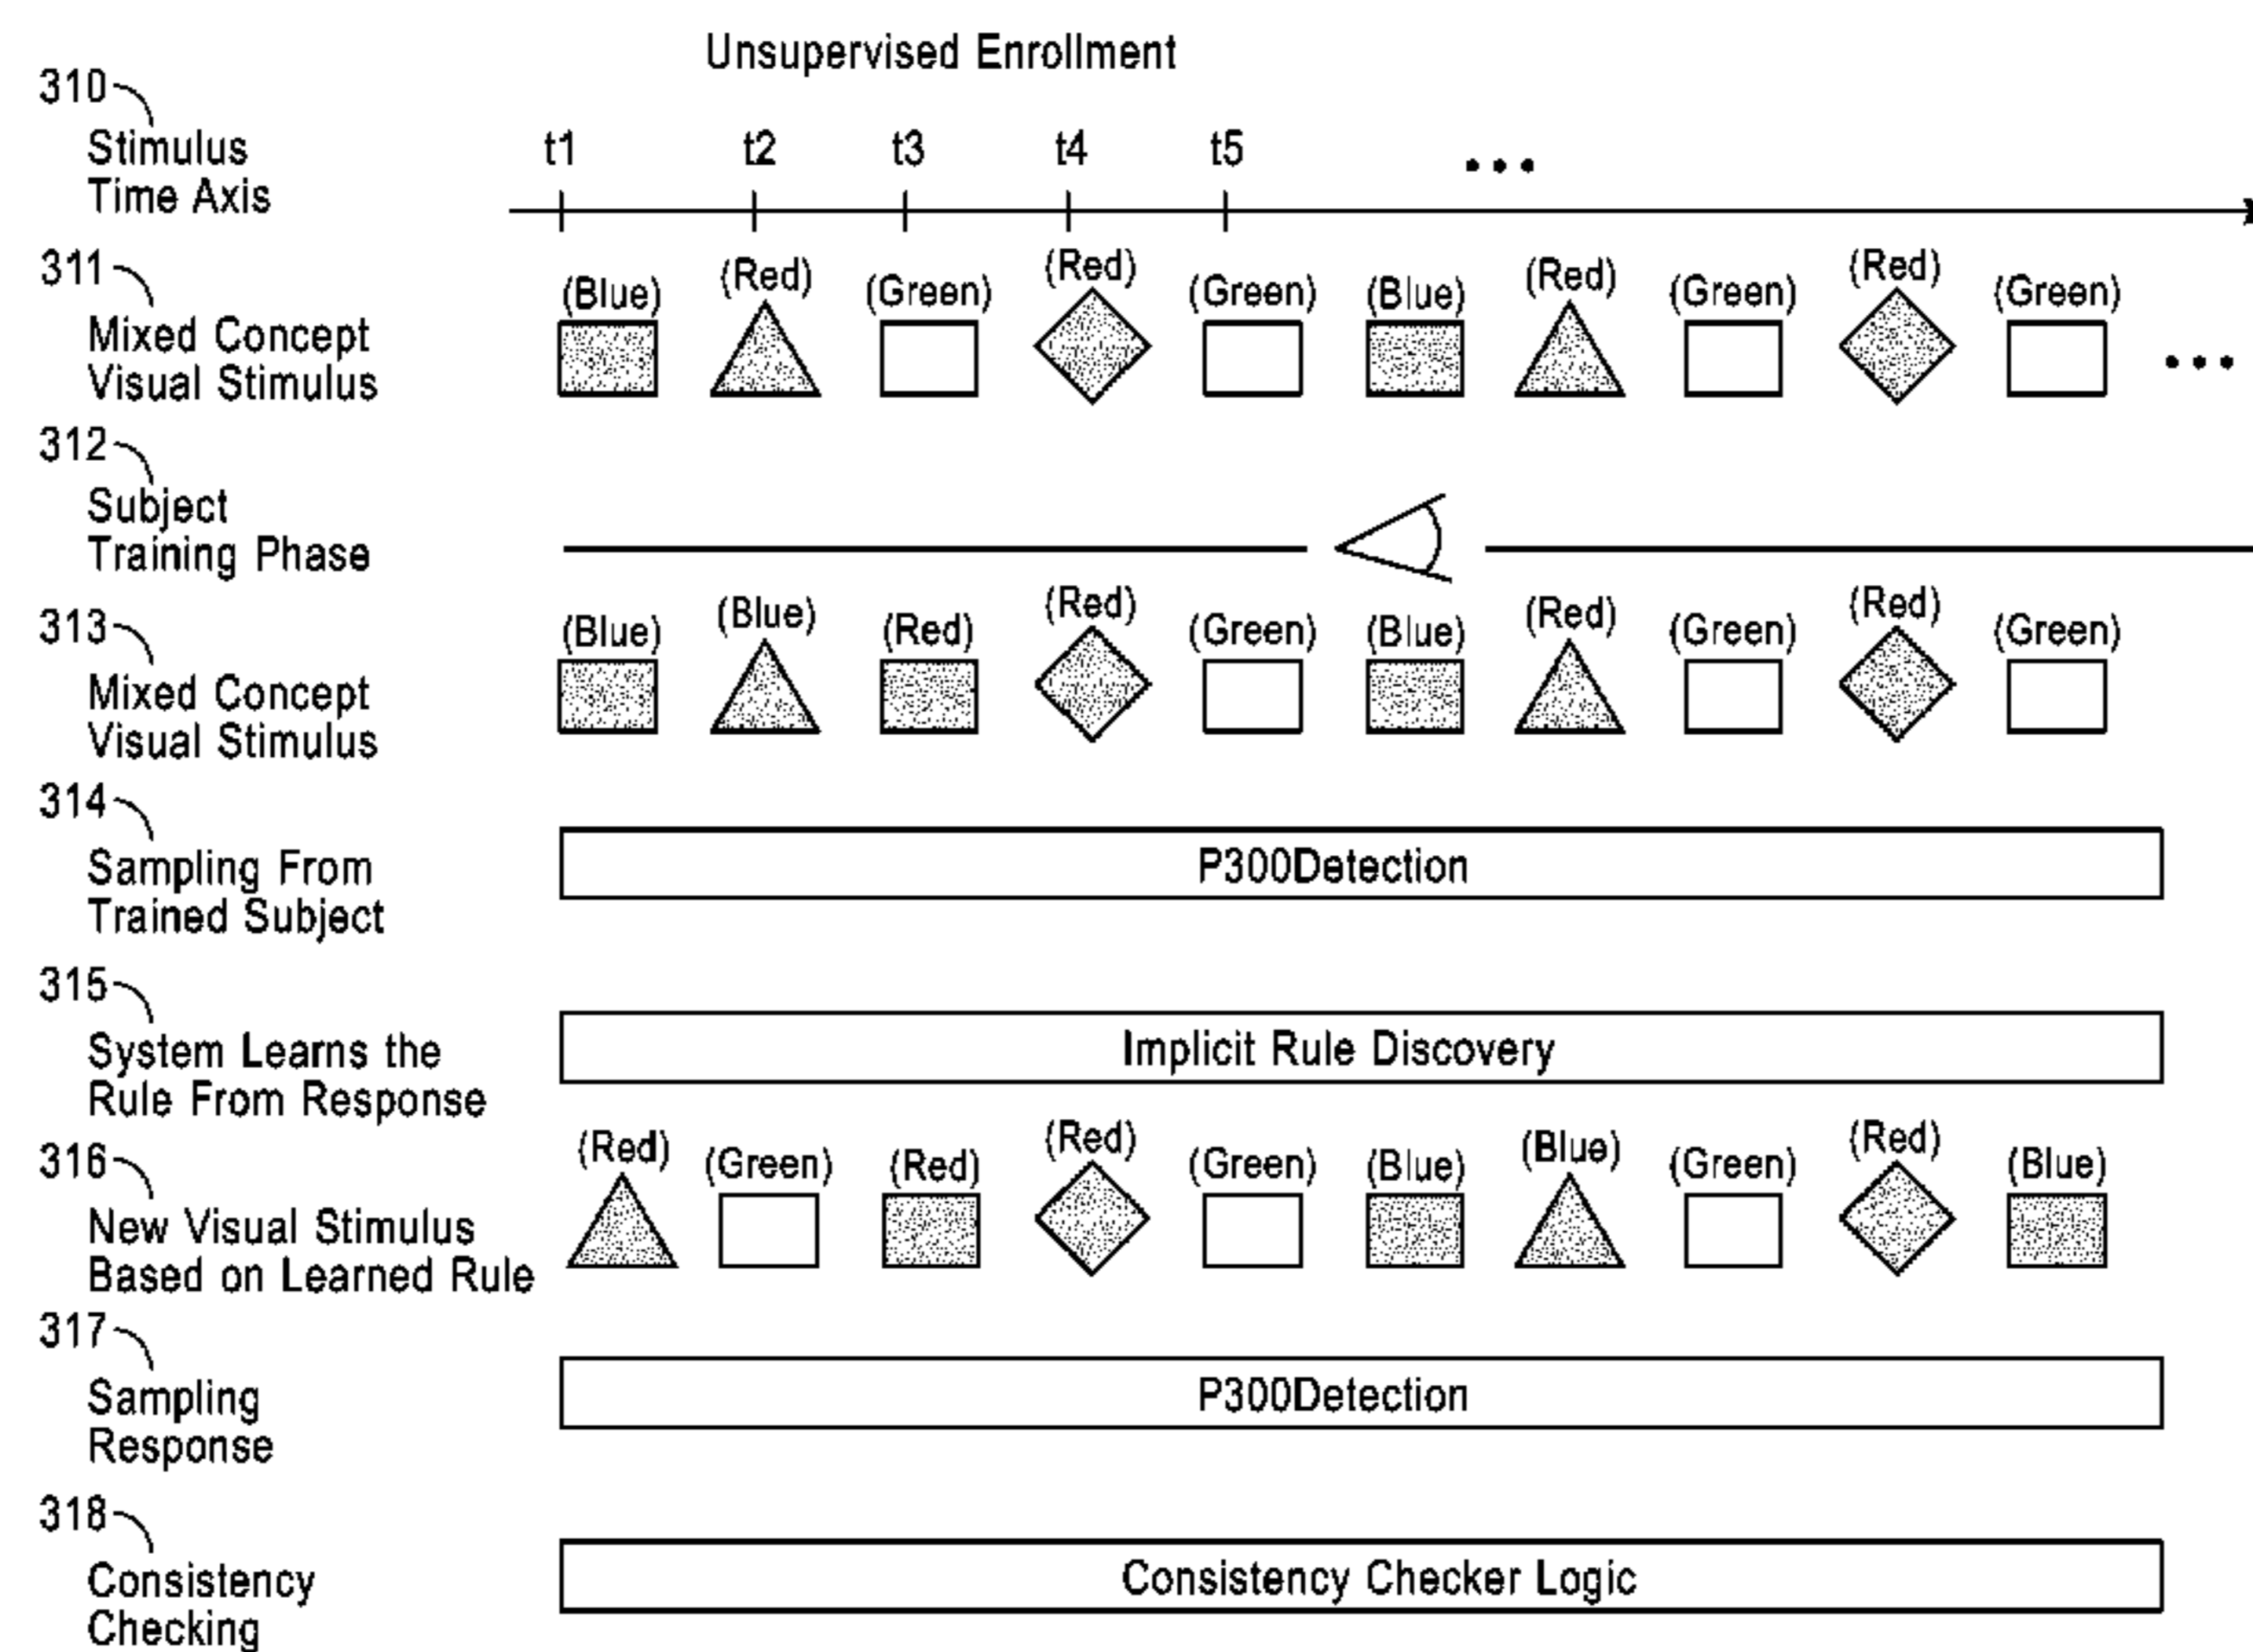 Unsupervised Enrollment
310
Stimulus
Time Axis
t1 t2 t3 t4 t5 •••
311
Mixed Concept
Visual Stimulus
(Blue) (Red) (Green) (Red) (Green) (Blue) (Red) (Green) (Red) (Green) •••
312
Subject
Training Phase
313
Mixed Concept
Visual Stimulus
(Blue) (Blue) (Red) (Red) (Green) (Blue) (Red) (Green) (Red) (Green)
314
Sampling From
Trained Subject
P300Detection
315
System Learns the
Rule From Response
Implicit Rule Discovery
316
New Visual Stimulus
Based on Learned Rule
(Red) (Green) (Red) (Red) (Green) (Blue) (Blue) (Green) (Red) (Blue)
317
Sampling
Response
P300Detection
318
Consistency
Checking
Consistency Checker Logic